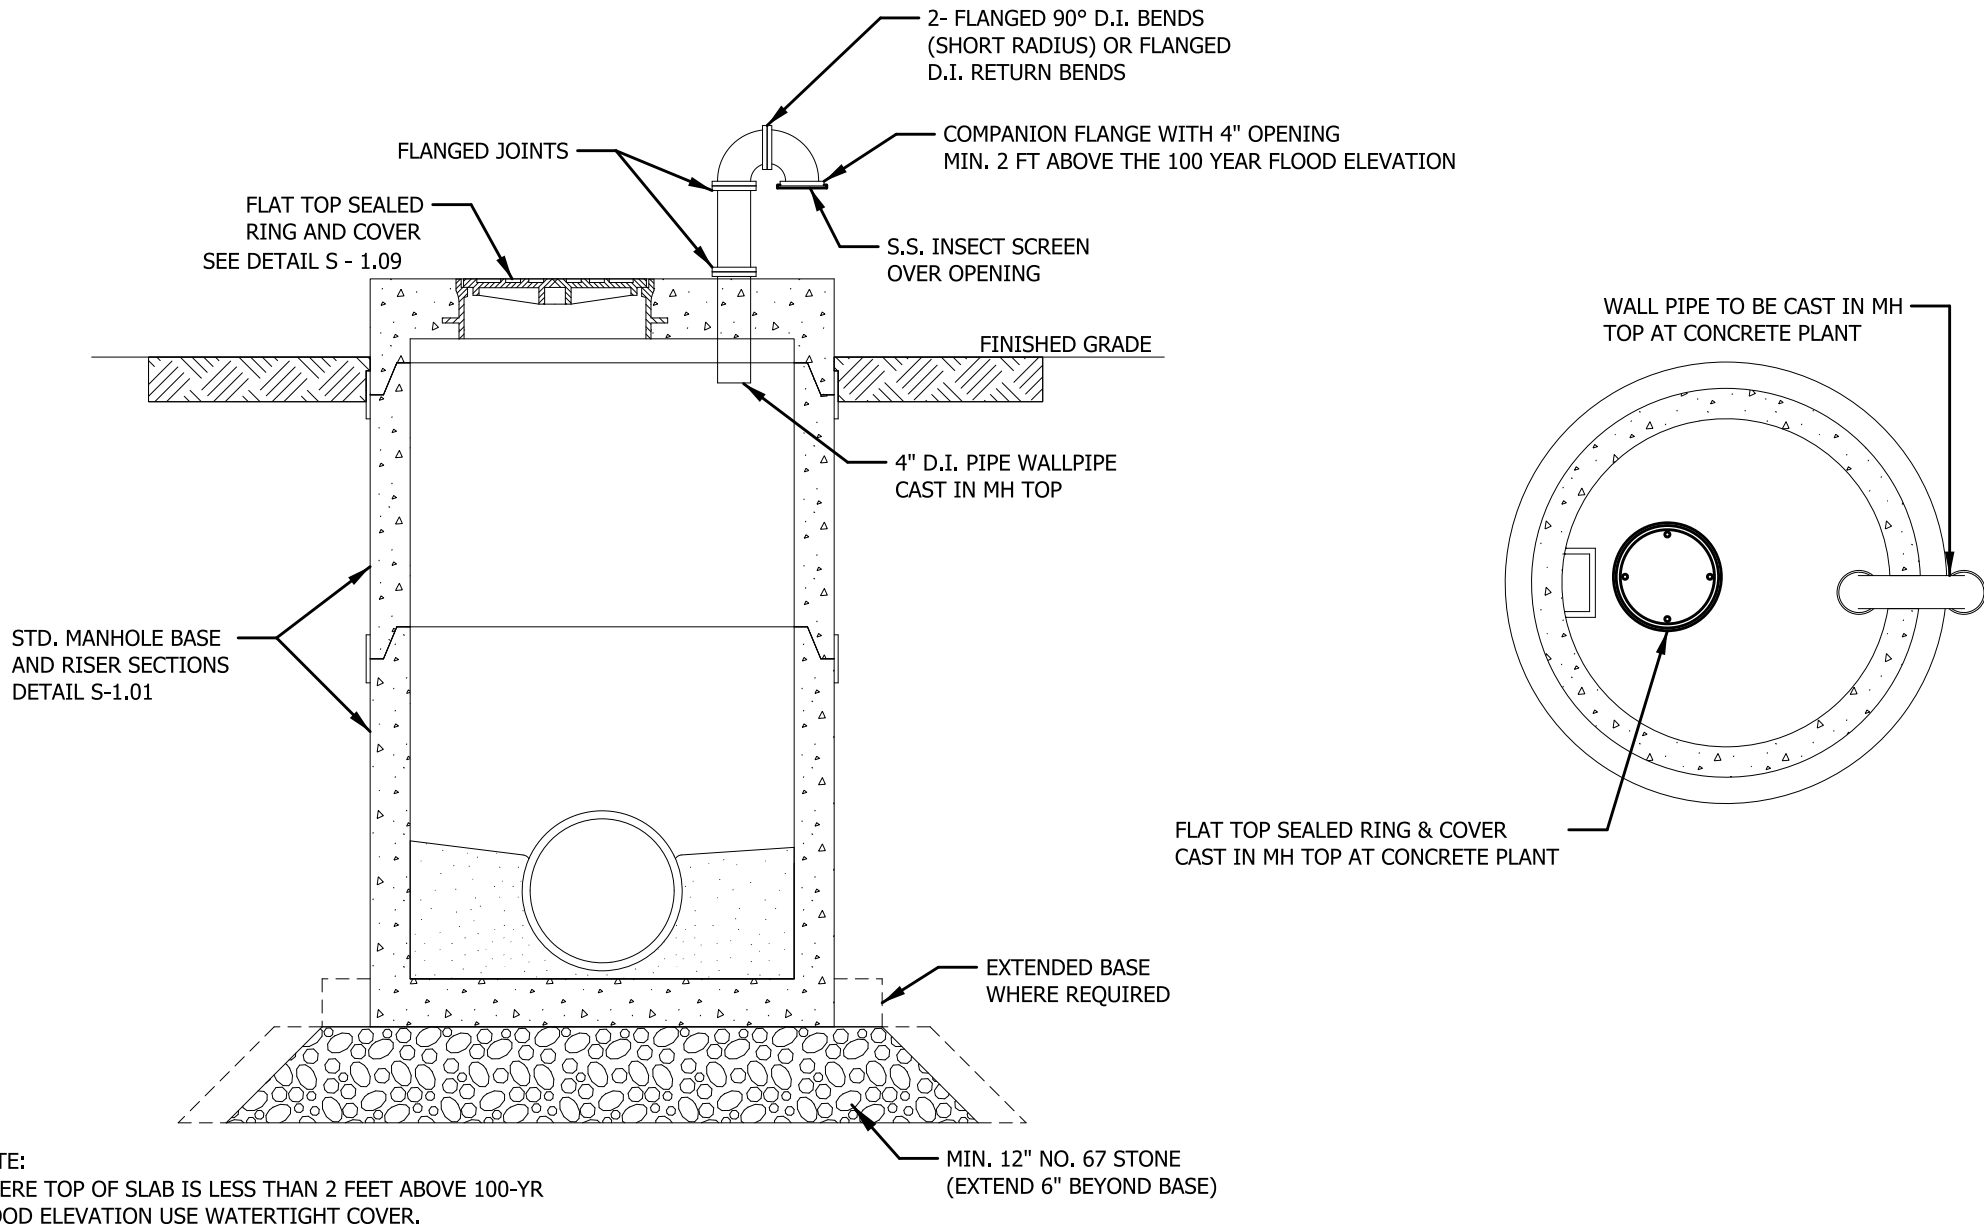 2- FLANGED 90° D.I. BENDS
(SHORT RADIUS) OR FLANGED
D.I. RETURN BENDS
COMPANION FLANGE WITH 4" OPENING
MIN. 2 FT ABOVE THE 100 YEAR FLOOD ELEVATION
FLANGED JOINTS
FLAT TOP SEALED
RING AND COVER
SEE DETAIL S - 1.09
S.S. INSECT SCREEN
OVER OPENING
WALL PIPE TO BE CAST IN MH
TOP AT CONCRETE PLANT
FINISHED GRADE
4" D.I. PIPE WALLPIPE
CAST IN MH TOP
STD. MANHOLE BASE
AND RISER SECTIONS
DETAIL S-1.01
FLAT TOP SEALED RING & COVER
CAST IN MH TOP AT CONCRETE PLANT
EXTENDED BASE
WHERE REQUIRED
MIN. 12" NO. 67 STONE
(EXTEND 6" BEYOND BASE)
TE:
ERE TOP OF SLAB IS LESS THAN 2 FEET ABOVE 100-YR
OOD ELEVATION USE WATERTIGHT COVER.